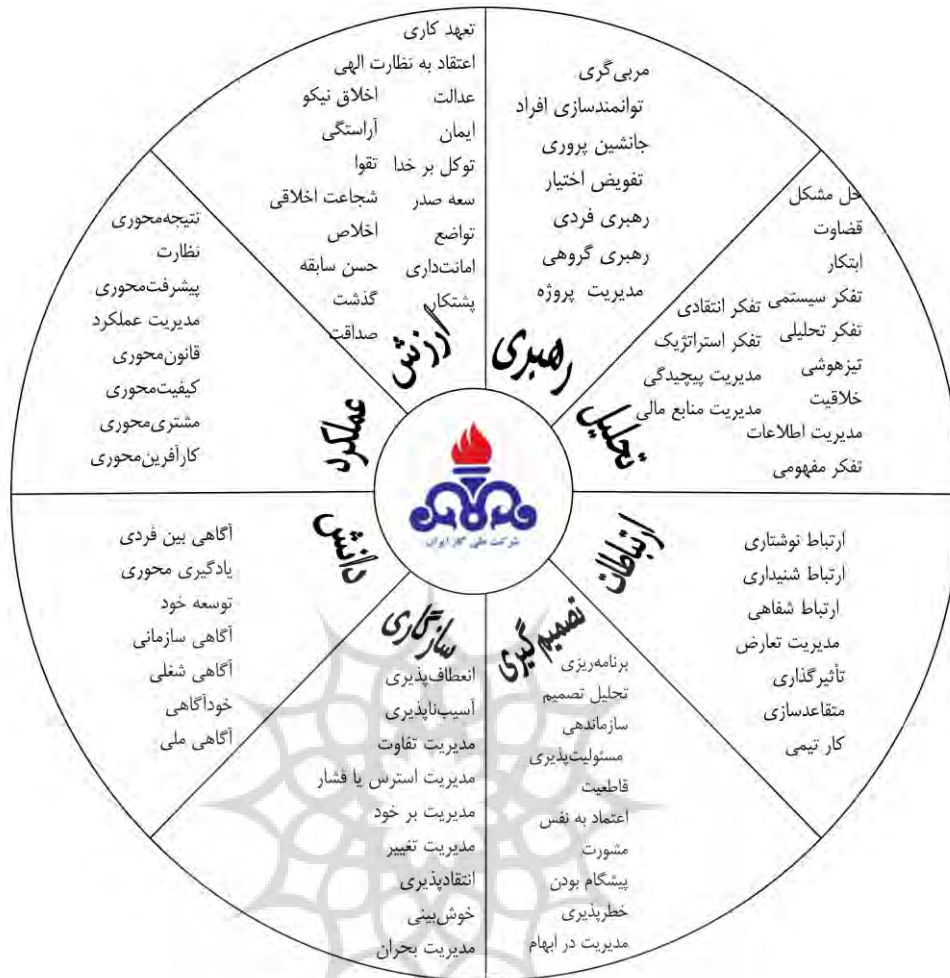 تعهد کاری
اعتقاد به نظارت الهی
عدالت
ایمان
توکل بر خدا
سعه صدر
تواضع
امانت‌داری
پشتکار
اخلاق نیکو
آراستگی
تقوا
شجاعت اخلاقی
اخلاص
حسن سابقه
گذشت
صداقت
ارزش
مربی‌گری
توانمندسازی افراد
جانشین پروری
تفویض اختیار
رهبری فردی
رهبری گروهی
مدیریت پروژه
رهبری
حل مشکل
قضاوت
ابتکار
تفکر سیستمی
تفکر تحلیلی
تیزهوشی
خلاقیت
مدیریت اطلاعات
تفکر مفهومی
تفکر انتقادی
تفکر استراتژیک
مدیریت پیچیدگی
مدیریت منابع مالی
تحلیل
ارتباطات
ارتباط نوشتاری
ارتباط شنیداری
ارتباط شفاهی
مدیریت تعارض
تأثیرگذاری
متقاعدسازی
کار تیمی
تصمیم گیری
برنامه‌ریزی
تحلیل تصمیم
سازماندهی
مسئولیت‌پذیری
قاطعیت
اعتماد به نفس
مشورت
پیشگام بودن
خطرپذیری
مدیریت در ابهام
سازگاری
انعطاف‌پذیری
آسیب‌ناپذیری
مدیریت تفاوت
مدیریت استرس یا فشار
مدیریت بر خود
مدیریت تغییر
انتقادپذیری
خوش‌بینی
مدیریت بحران
دانش
آگاهی بین فردی
یادگیری محوری
توسعه خود
آگاهی سازمانی
آگاهی شغلی
خودآگاهی
آگاهی ملی
عملکرد
نتیجه‌محوری
نظارت
پیشرفت‌محوری
مدیریت عملکرد
قانون‌محوری
کیفیت‌محوری
مشتری‌محوری
کارآفرین‌محوری
شرکت ملی گاز ایران